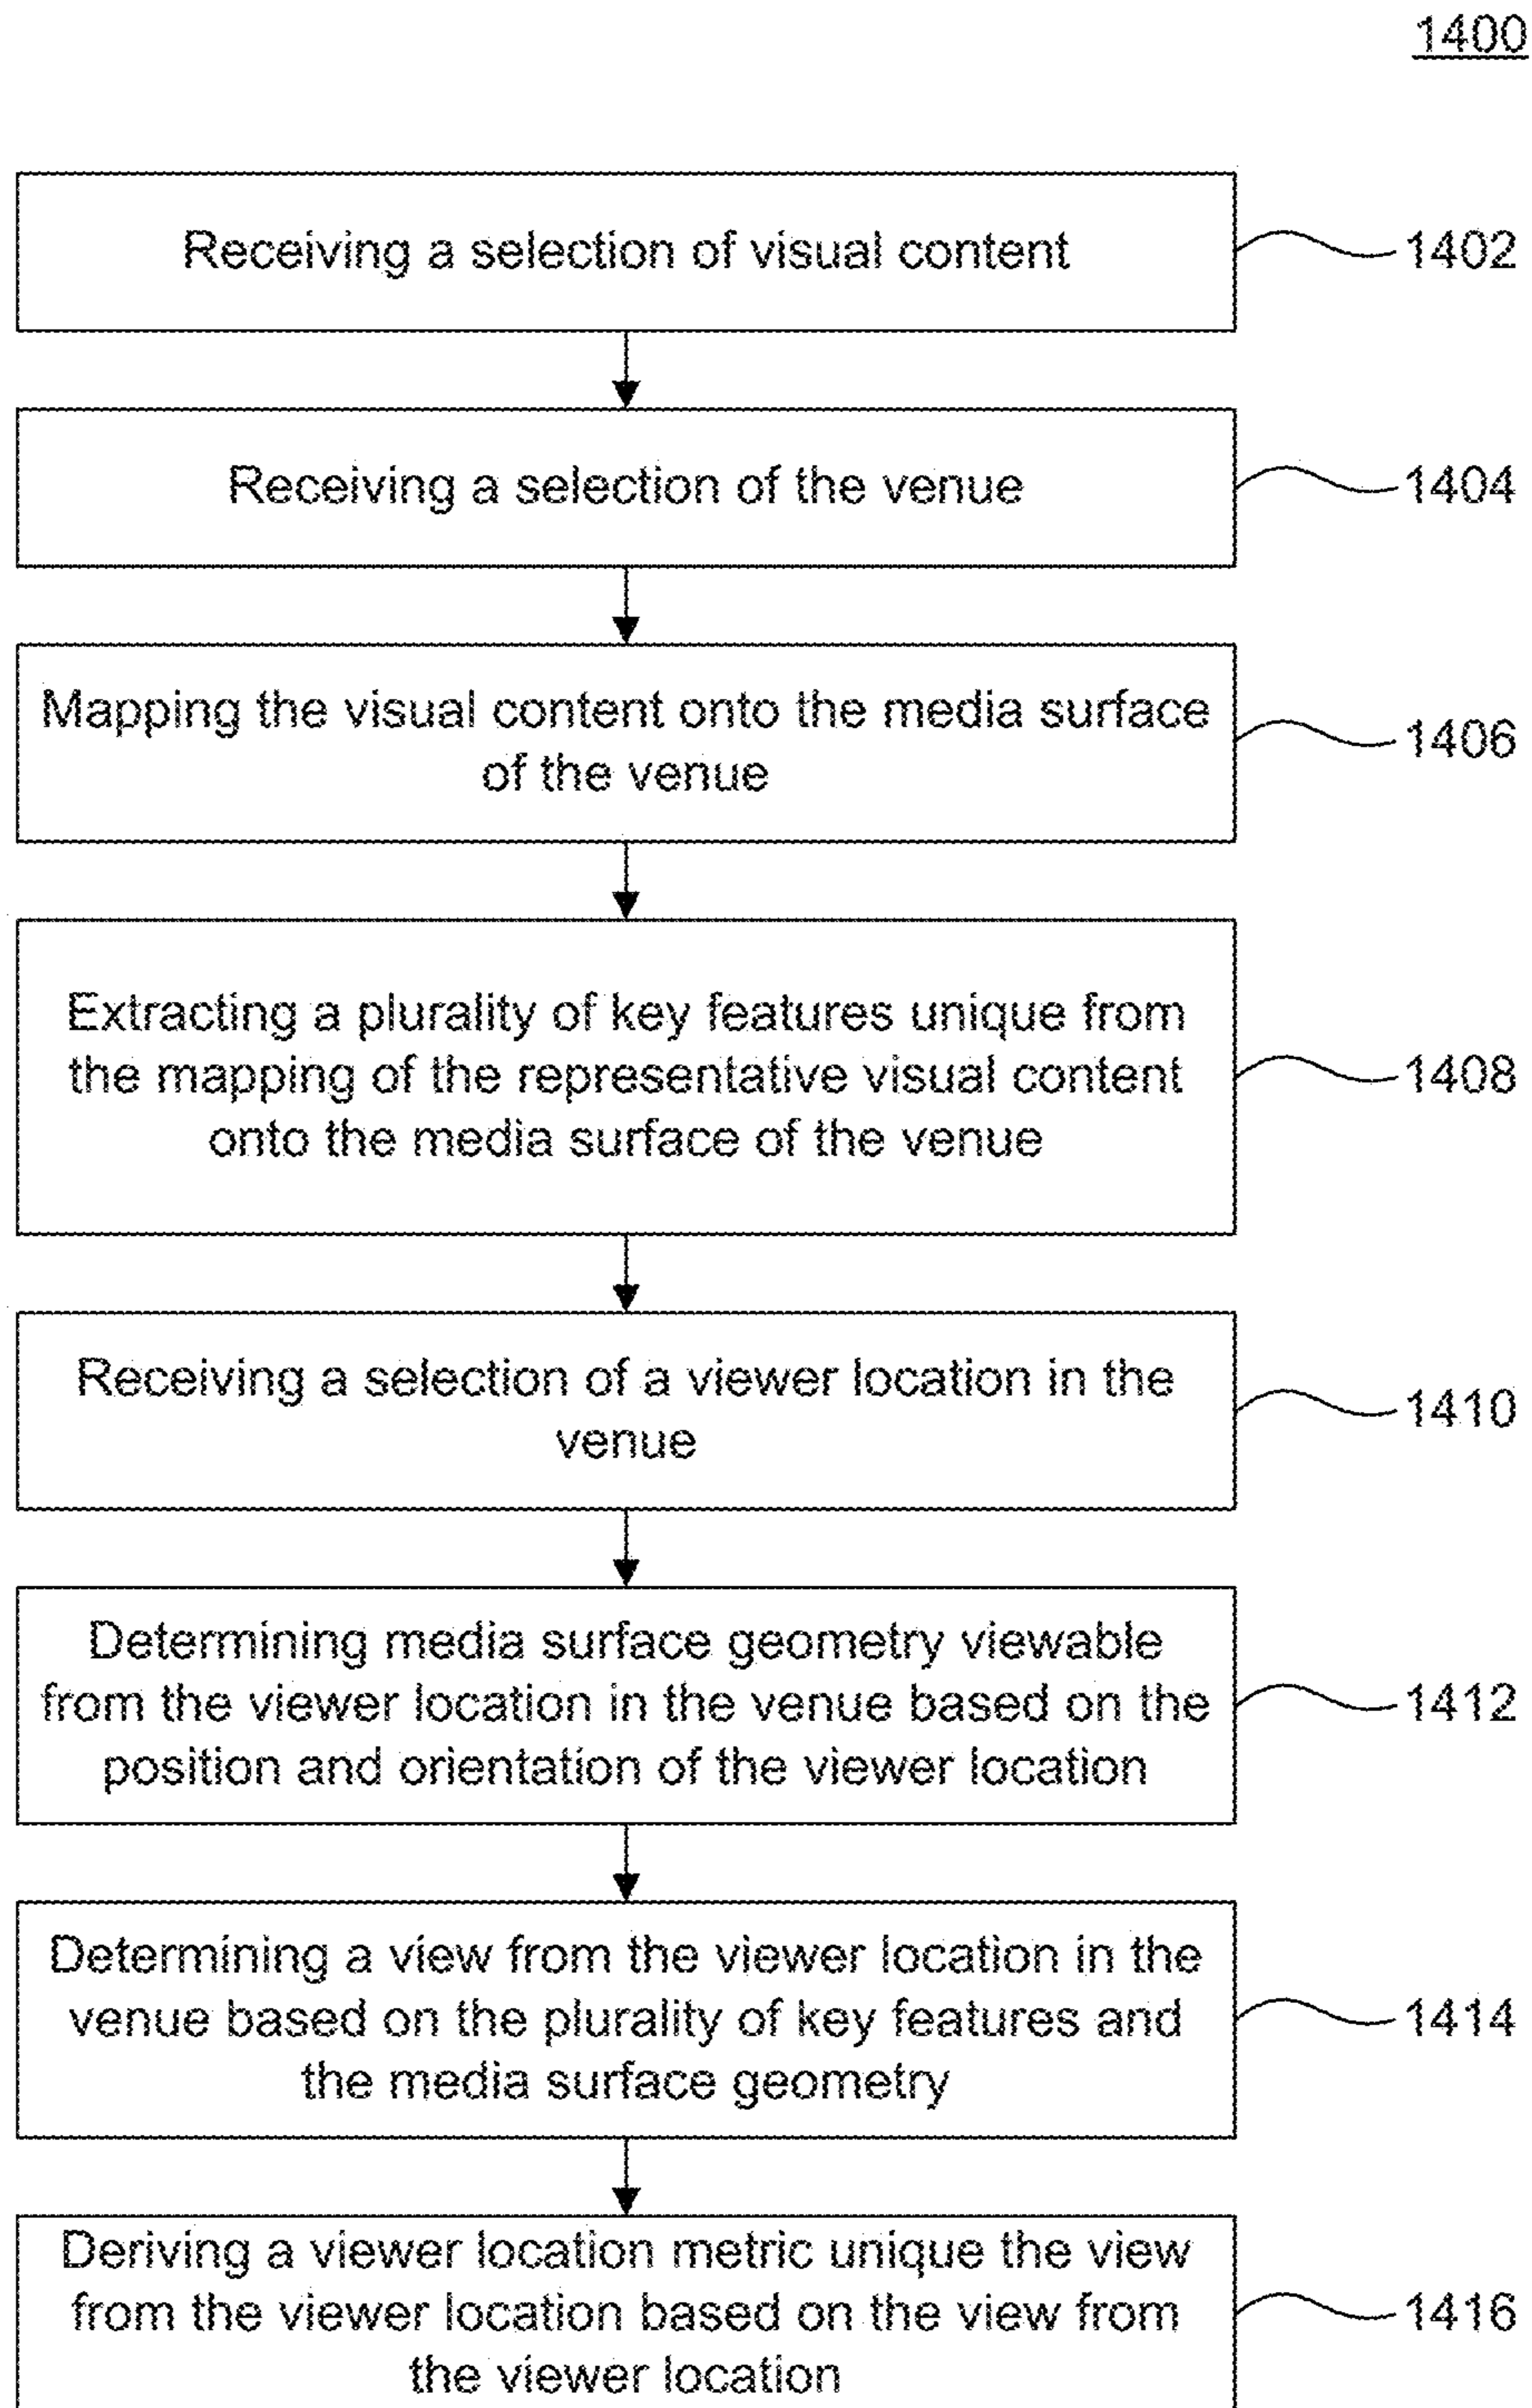 1400
Receiving a selection of visual content
1402
Receiving a selection of the venue
1404
Mapping the visual content onto the media surface
of the venue
1406
Extracting a plurality of key features unique from
the mapping of the representative visual content
onto the media surface of the venue
1408
Receiving a selection of a viewer location in the
venue
1410
Determining media surface geometry viewable
from the viewer location in the venue based on the
position and orientation of the viewer location
1412
Determining a view from the viewer location in the
venue based on the plurality of key features and
the media surface geometry
1414
Deriving a viewer location metric unique the view
from the viewer location based on the view from
the viewer location
1416